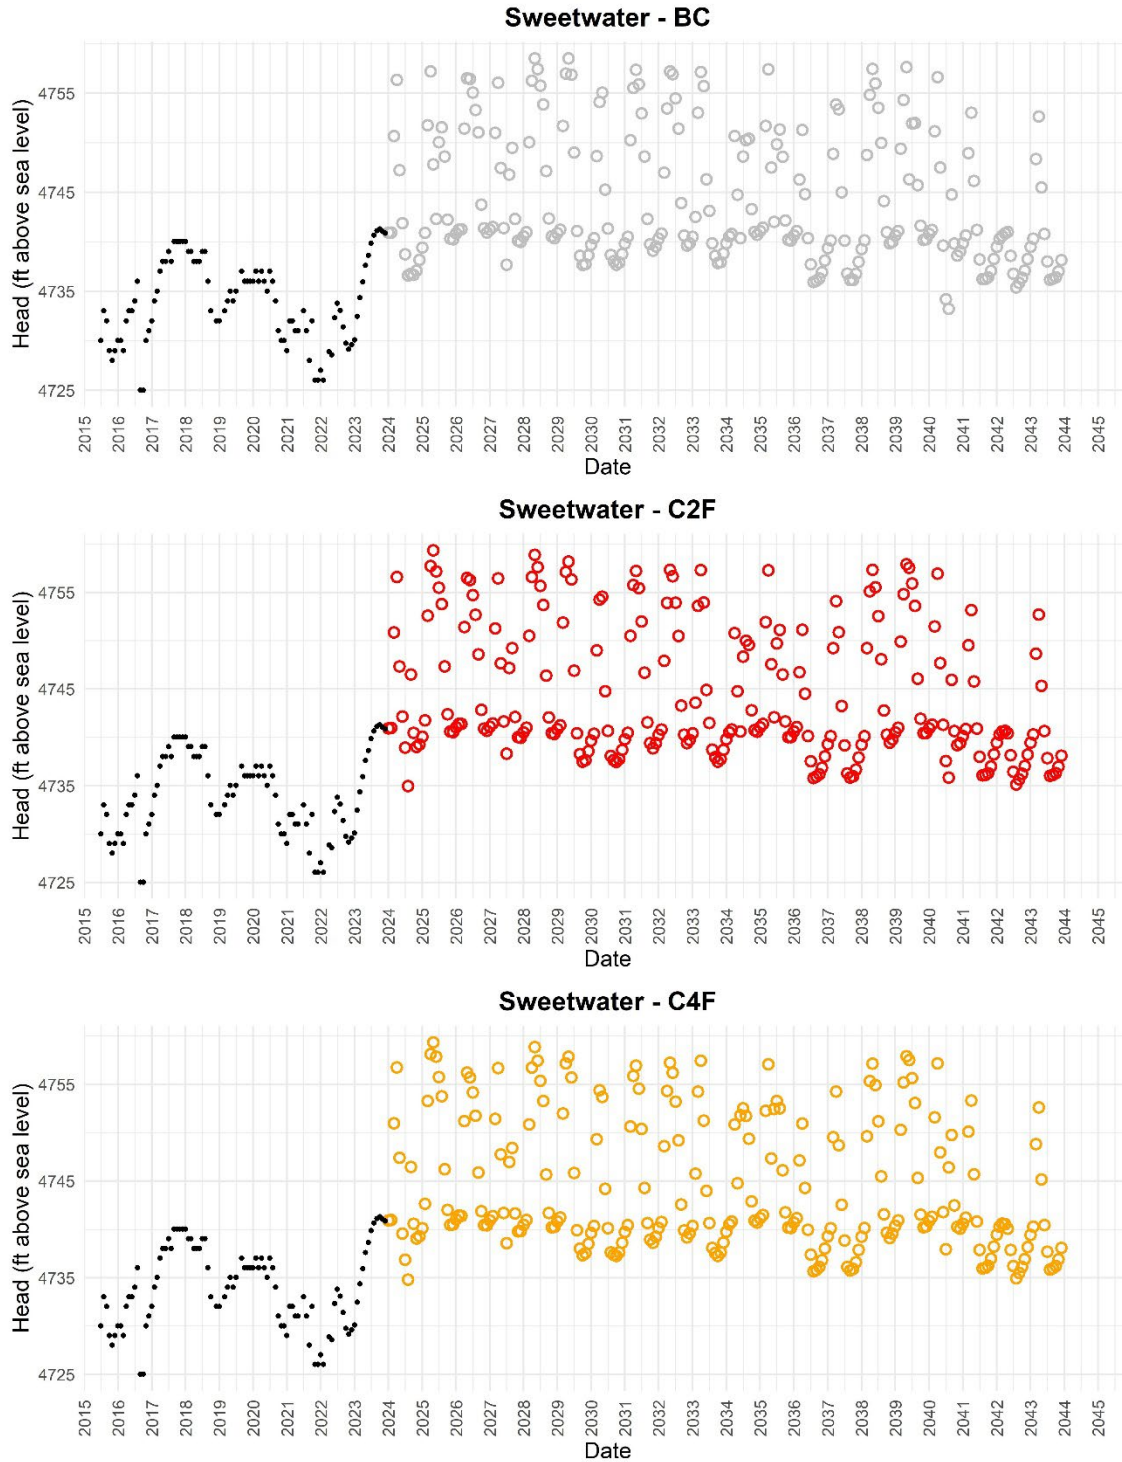 Sweetwater - BC
Head (ft above sea level)
4755
4745
4735
4725
2015 2016 2017 2018 2019 2020 2021 2022 2023 2024 2025 2026 2027 2028 2029 2030 2031 2032 2033 2034 2035 2036 2037 2038 2039 2040 2041 2042 2043 2044 2045
Date
Sweetwater - C2F
Head (ft above sea level)
4755
4745
4735
4725
2015 2016 2017 2018 2019 2020 2021 2022 2023 2024 2025 2026 2027 2028 2029 2030 2031 2032 2033 2034 2035 2036 2037 2038 2039 2040 2041 2042 2043 2044 2045
Date
Sweetwater - C4F
Head (ft above sea level)
4755
4745
4735
4725
2015 2016 2017 2018 2019 2020 2021 2022 2023 2024 2025 2026 2027 2028 2029 2030 2031 2032 2033 2034 2035 2036 2037 2038 2039 2040 2041 2042 2043 2044 2045
Date